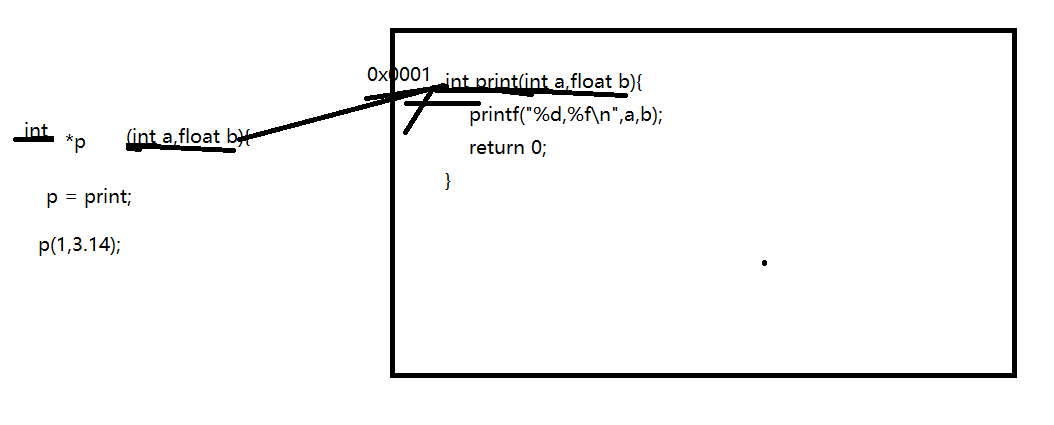 0x0001
int print(int a,float b){
printf("%d,%f\n",a,b);
return 0;
}
int *p (int a,float b){
p = print;
p(1,3.14);